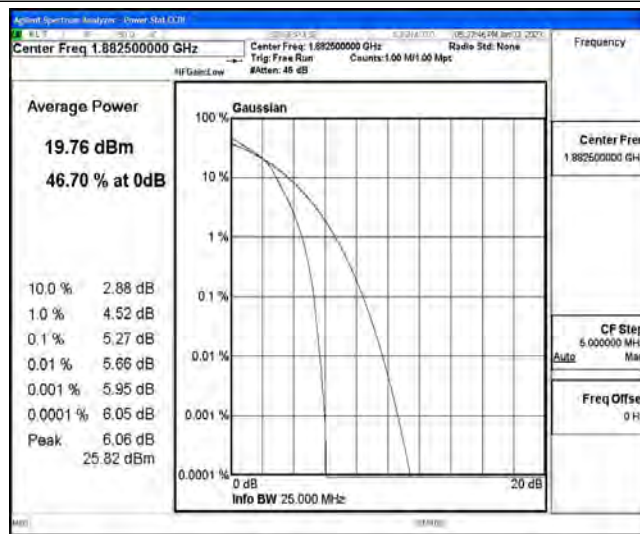 Agilent Spectrum Analyzer - Power Stat CCDF
Center Freq 1.882500000 GHz
Center Freq: 1.882500000 GHz
Radio Std: None
Trig: Free Run
Counts:1.00 M/1.00 Mpt
#IFGain:Low
#Atten: 46 dB
Frequency
Average Power
19.76 dBm
46.70 % at 0dB
10.0 % 2.88 dB
1.0 % 4.52 dB
0.1 % 5.27 dB
0.01 % 5.66 dB
0.001 % 5.95 dB
0.0001 % 6.05 dB
Peak 6.06 dB
25.82 dBm
Gaussian
100 %
10 %
1 %
0.1 %
0.01 %
0.001 %
0.0001 %
0 dB
20 dB
Info BW 25.000 MHz
Center Fre
1.882500000 GH
CF Step
5.000000 MH
Auto Ma
Freq Offse
0 H
MSG
STATUS